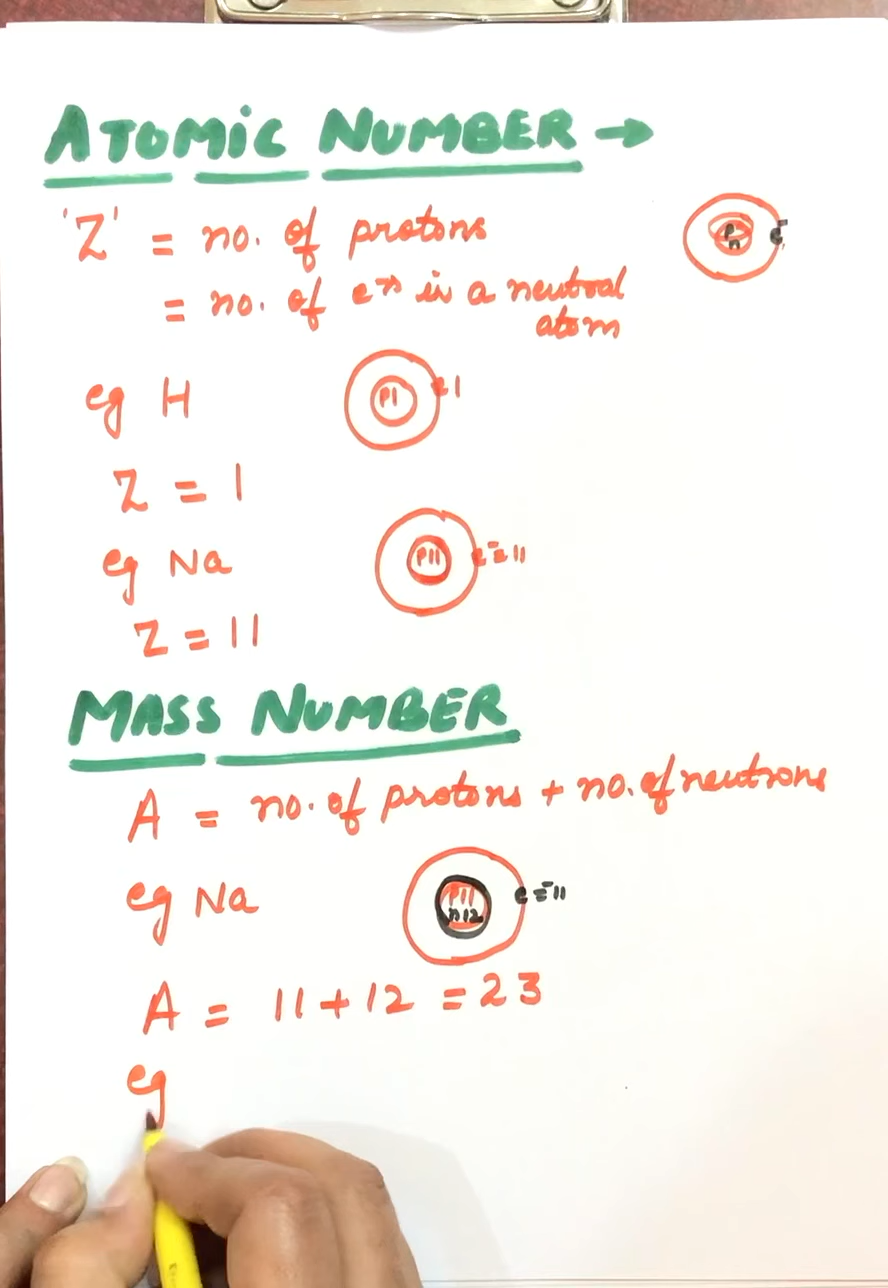 ATOMIC NUMBER →
'Z' = no. of protons
P n e⁻
= no. of e⁻ⁿ in a neutral
atom
eg H
P1 e 1
Z = 1
eg Na
P11 e⁻=11
Z = 11
MASS NUMBER
A = no. of protons + no. of neutrons
eg Na
P11
n12
e⁻=11
A = 11+12 = 23
eg